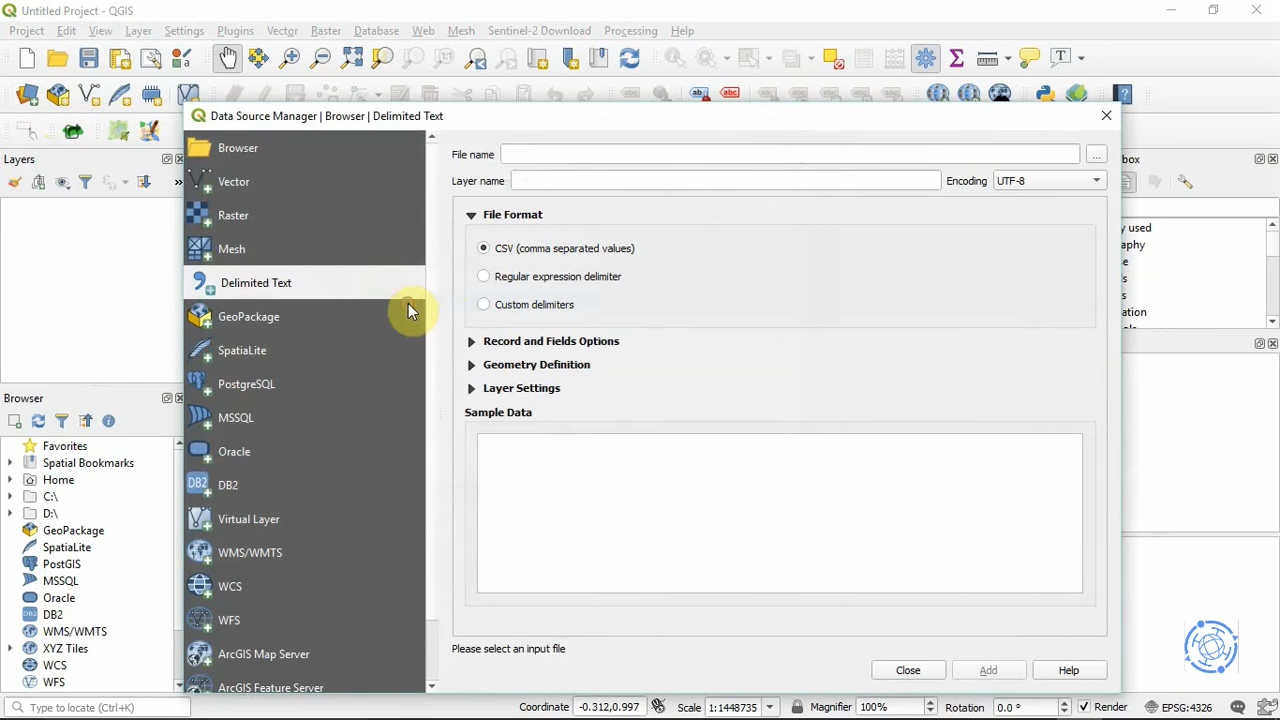 Untitled Project - QGIS
Project Edit View Layer Settings Plugins Vector Raster Database Web Mesh Sentinel-2 Download Processing Help
Data Source Manager | Browser | Delimited Text
Layers
Browser
Vector
Raster
Mesh
Delimited Text
GeoPackage
SpatiaLite
PostgreSQL
MSSQL
Oracle
DB2
DB2
Virtual Layer
WMS/WMTS
WCS
WFS
ArcGIS Map Server
ArcGIS Feature Server
File name
...
Layer name
Encoding UTF-8
File Format
CSV (comma separated values)
Regular expression delimiter
Custom delimiters
Record and Fields Options
Geometry Definition
Layer Settings
Sample Data
Please select an input file
Close Add Help
Browser
Favorites
Spatial Bookmarks
Home
C:\
D:\
GeoPackage
SpatiaLite
PostGIS
MSSQL
Oracle
DB2
WMS/WMTS
XYZ Tiles
WCS
WFS
Type to locate (Ctrl+K)
Coordinate -0.312,0.997 Scale 1:1448735 Magnifier 100% Rotation 0.0 ° Render EPSG:4326